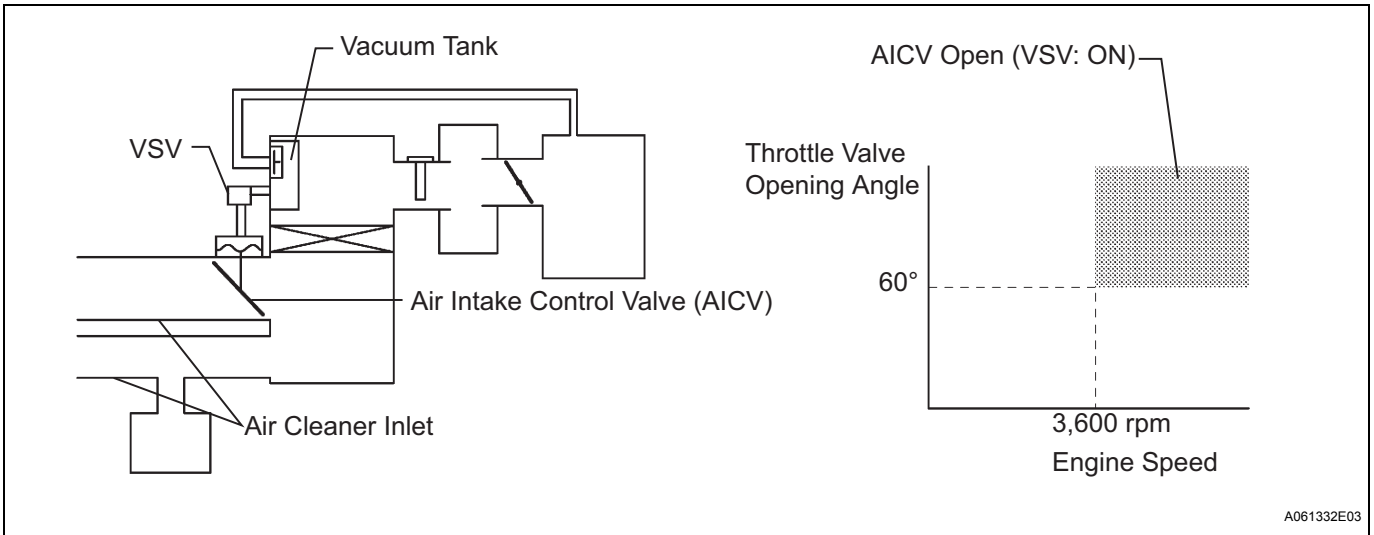 Vacuum Tank
VSV
Air Intake Control Valve (AICV)
Air Cleaner Inlet
AICV Open (VSV: ON)
Throttle Valve
Opening Angle
60°
3,600 rpm
Engine Speed
A061332E03